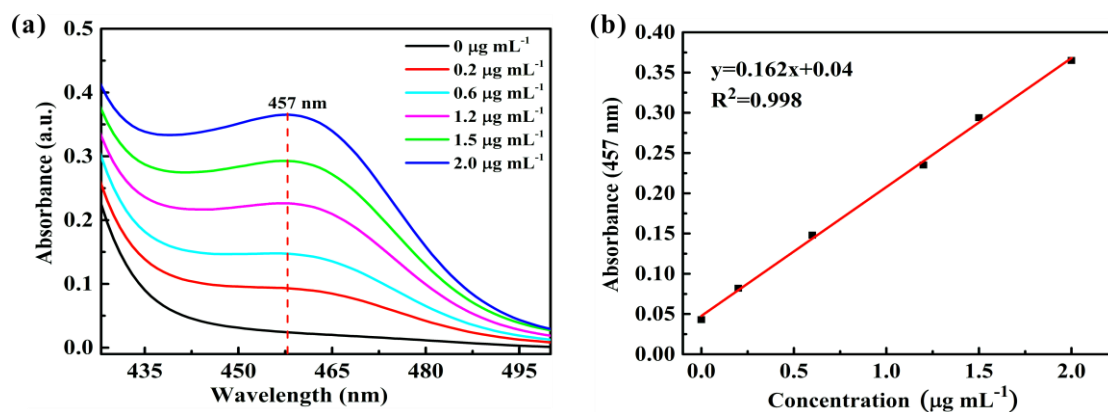 (a)
0.5
0.4
0.3
0.2
0.1
0.0
Absorbance (a.u.)
457 nm
0 μg mL⁻¹
0.2 μg mL⁻¹
0.6 μg mL⁻¹
1.2 μg mL⁻¹
1.5 μg mL⁻¹
2.0 μg mL⁻¹
435 450 465 480 495
Wavelength (nm)
(b)
0.40
0.35
0.30
0.25
0.20
0.15
0.10
0.05
0.00
Absorbance (457 nm)
y=0.162x+0.04
R²=0.998
0.0 0.5 1.0 1.5 2.0
Concentration (μg mL⁻¹)